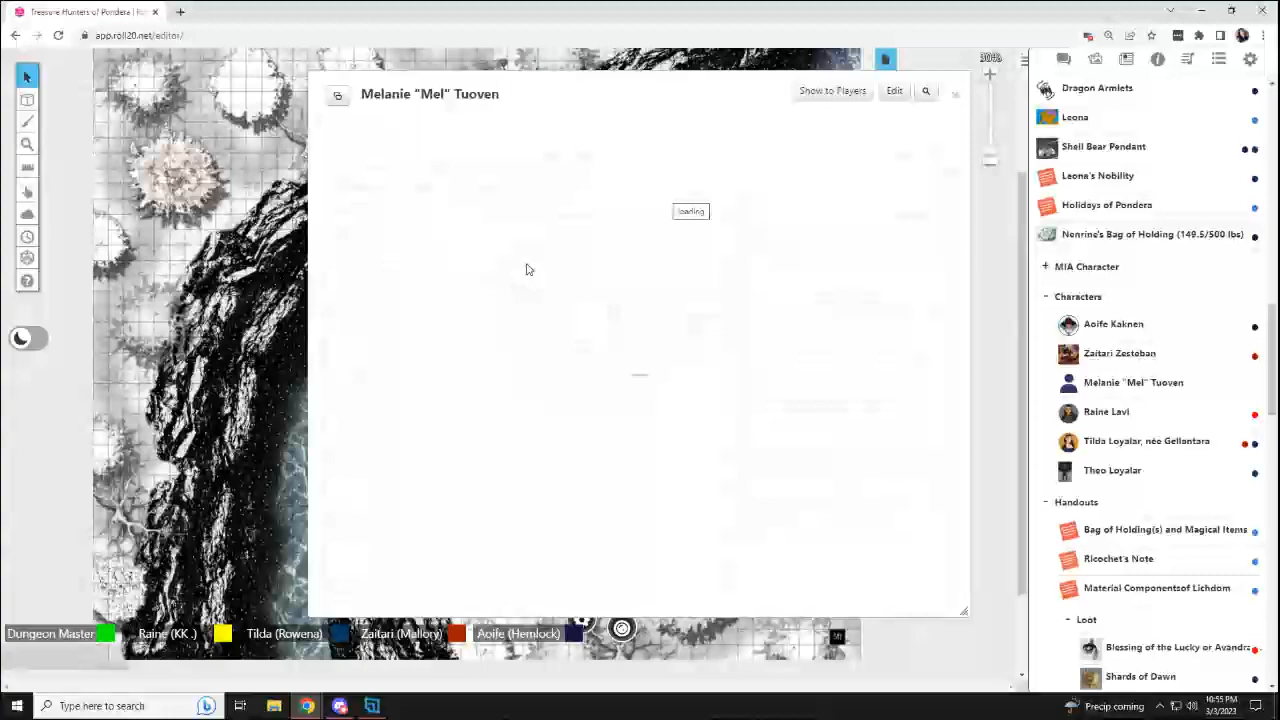 Treasure Hunters of Pondera |
app.roll20.net/editor/
Melanie "Mel" Tuoven
Show to Players
Edit
loading
30%
Dragon Armlets
Leona
Shell Bear Pendant
Leona's Nobility
Holidays of Pondera
Nenrine's Bag of Holding (149.5/500 lbs)
+ MIA Character
- Characters
Aoife Kaknen
Zaitari Zesteban
Melanie "Mel" Tuoven
Raine Lavi
Tilda Loyalar, née Gellantara
Theo Loyalar
- Handouts
Bag of Holding(s) and Magical Items
Ricochet's Note
Material Componentsof Lichdom
- Loot
Blessing of the Lucky or Avandra...
Shards of Dawn
Dungeon Master
Raine (KK .)
Tilda (Rowena)
Zaitari (Mallory)
Aoife (Hemlock)
Type here to search
Precip coming
10:55 PM
3/3/2023